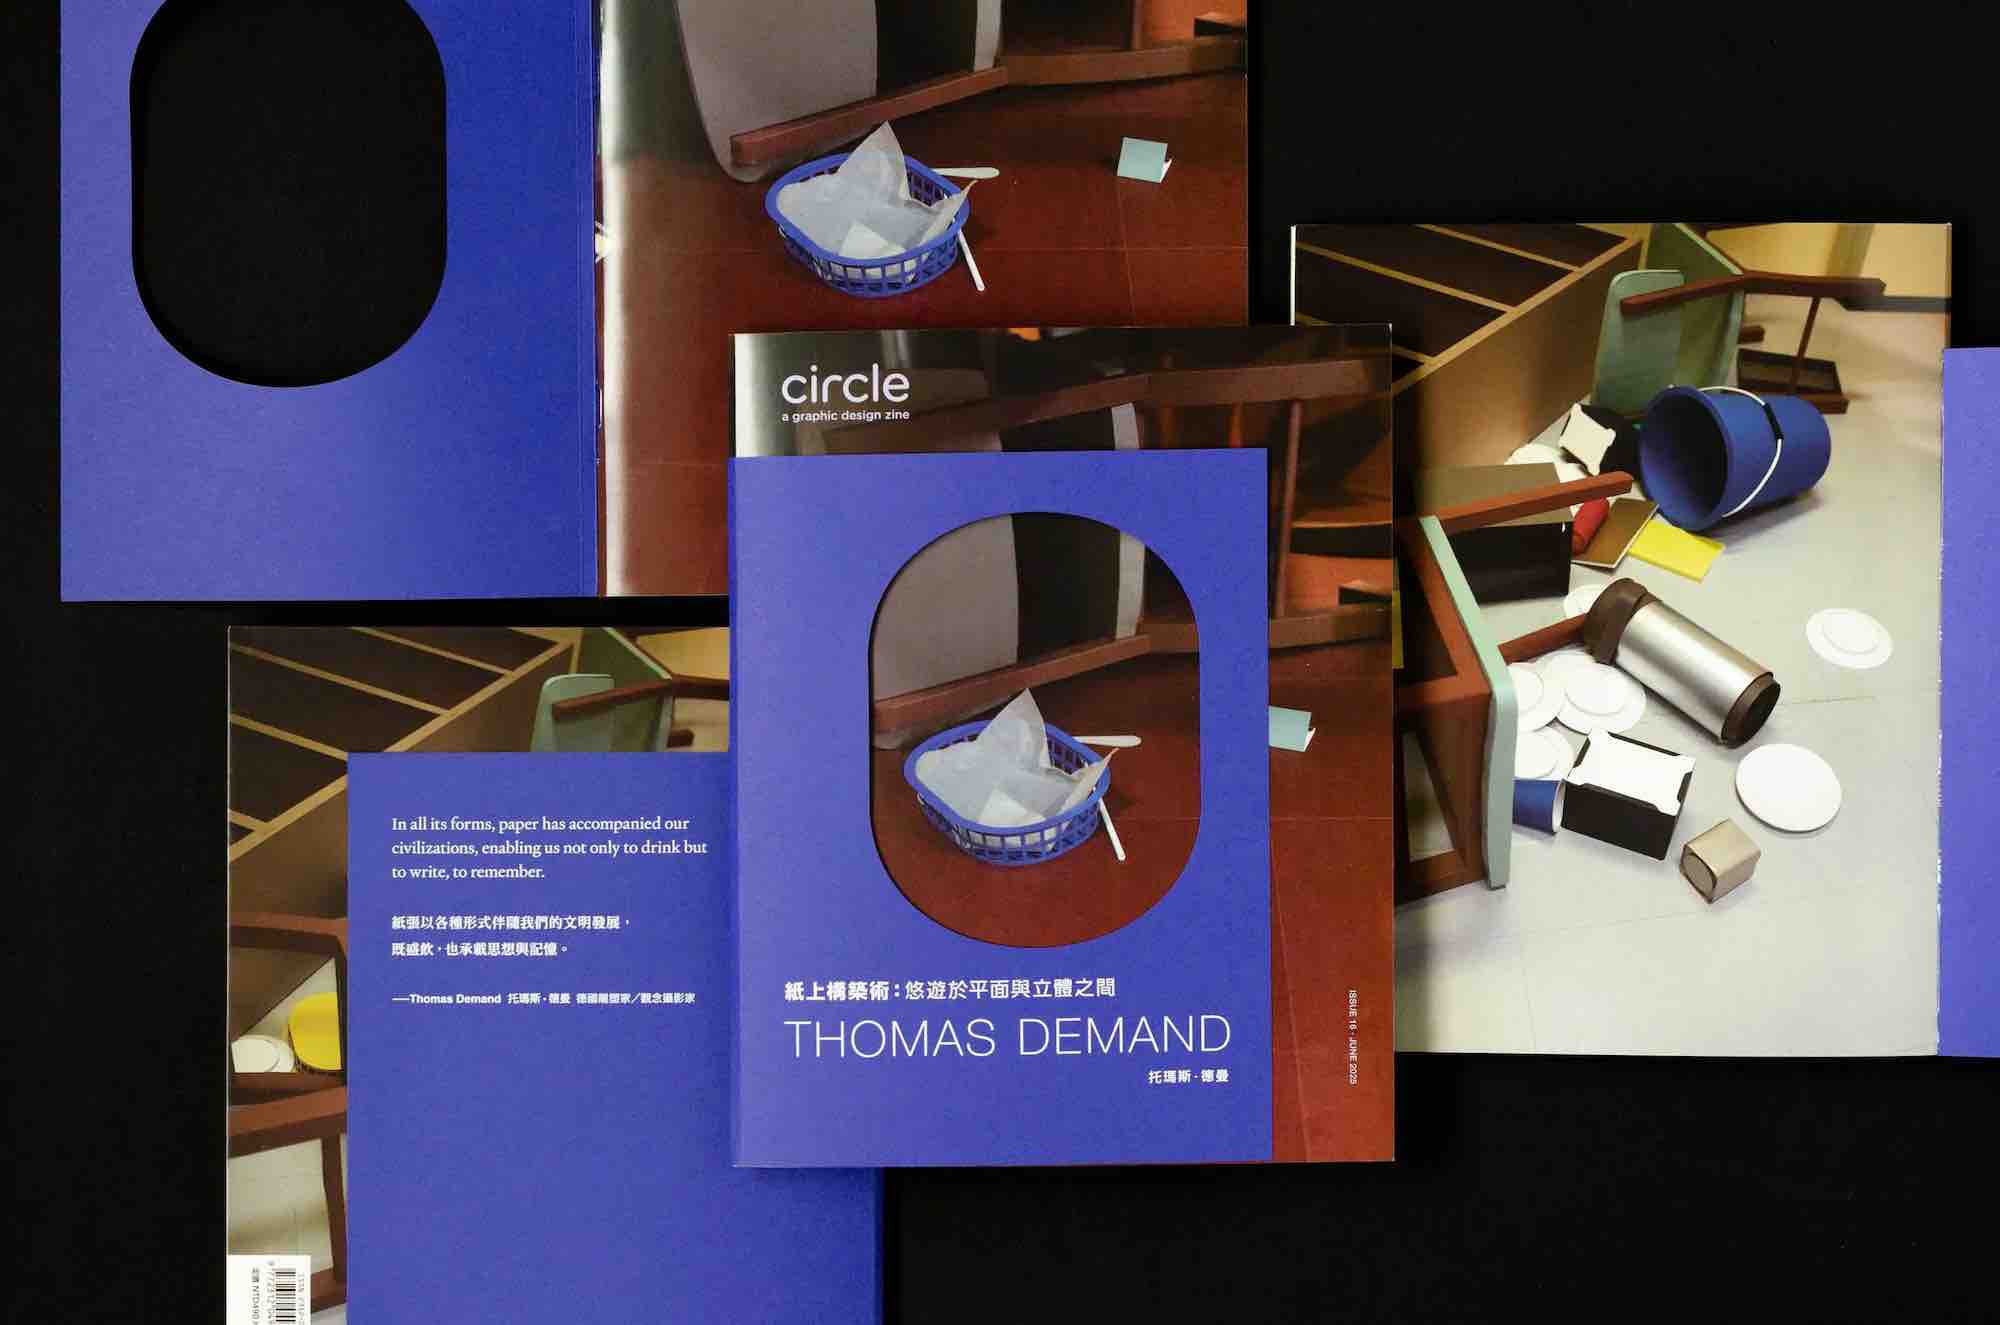 circle
a graphic design zine
紙上構築術：悠遊於平面與立體之間
THOMAS DEMAND
托瑪斯·德曼
ISSUE 16 · JUNE 2025
In all its forms, paper has accompanied our
civilizations, enabling us not only to drink but
to write, to remember.
紙張以各種形式伴隨我們的文明發展，
既盛飲，也承載思想與記憶。
——Thomas Demand 托瑪斯·德曼 德國雕塑家／觀念攝影家